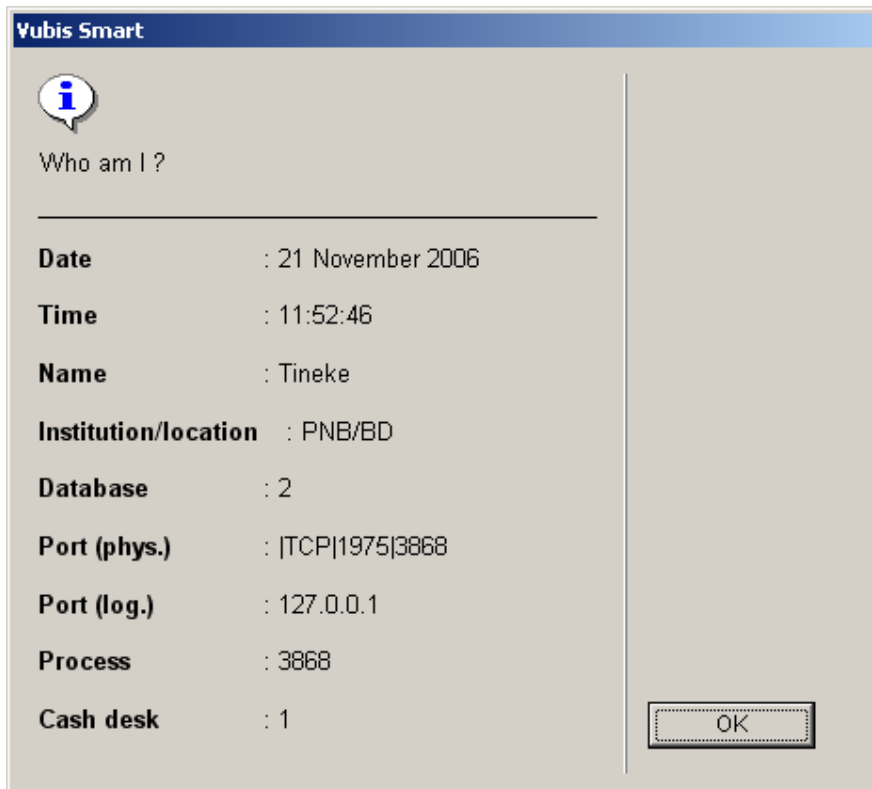 Vubis Smart
i
Who am I ?
Date : 21 November 2006
Time : 11:52:46
Name : Tineke
Institution/location : PNB/BD
Database : 2
Port (phys.) : |TCP|1975|3868
Port (log.) : 127.0.0.1
Process : 3868
Cash desk : 1
OK